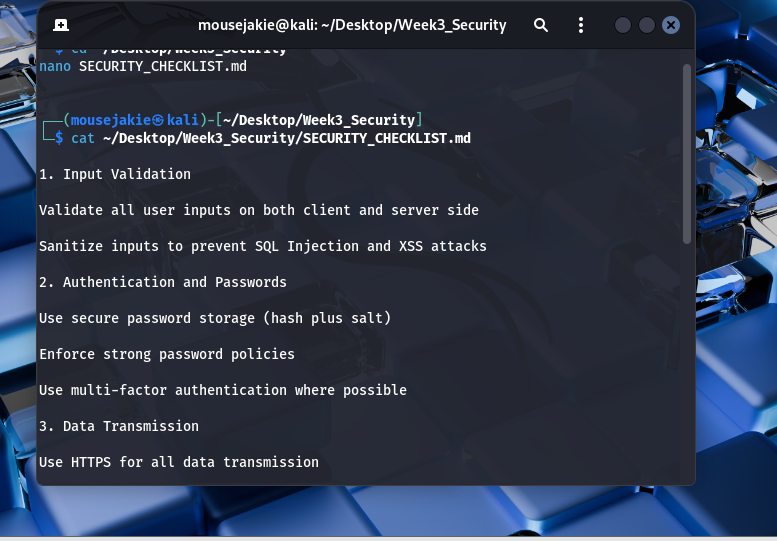 mousejakie@kali: ~/Desktop/Week3_Security
$ cd ~/Desktop/Week3_Security
nano SECURITY_CHECKLIST.md
┌──(mousejakie㉿kali)-[~/Desktop/Week3_Security]
└─$ cat ~/Desktop/Week3_Security/SECURITY_CHECKLIST.md
1. Input Validation
Validate all user inputs on both client and server side
Sanitize inputs to prevent SQL Injection and XSS attacks
2. Authentication and Passwords
Use secure password storage (hash plus salt)
Enforce strong password policies
Use multi-factor authentication where possible
3. Data Transmission
Use HTTPS for all data transmission